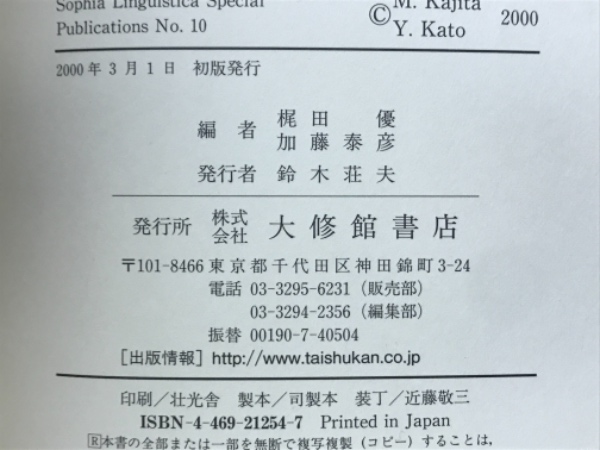 Sophia Linguistica Special
Publications No. 10
© M. Kajita
Y. Kato
2000
2000年3月1日 初版発行
編者 梶田 優
加藤泰彦
発行者 鈴木荘夫
発行所 株式会社 大修館書店
〒101-8466 東京都千代田区神田錦町3-24
電話 03-3295-6231（販売部）
03-3294-2356（編集部）
振替 00190-7-40504
［出版情報］http://www.taishukan.co.jp
印刷／壮光舎 製本／司製本 装丁／近藤敬三
ISBN-4-469-21254-7 Printed in Japan
Ⓡ本書の全部または一部を無断で複写複製（コピー）することは，